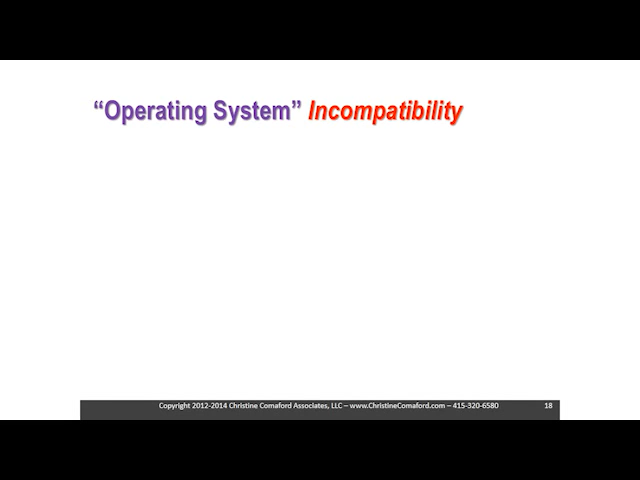 “Operating System” Incompatibility
Copyright 2012-2014 Christine Comaford Associates, LLC – www.ChristineComaford.com – 415-320-6580 18